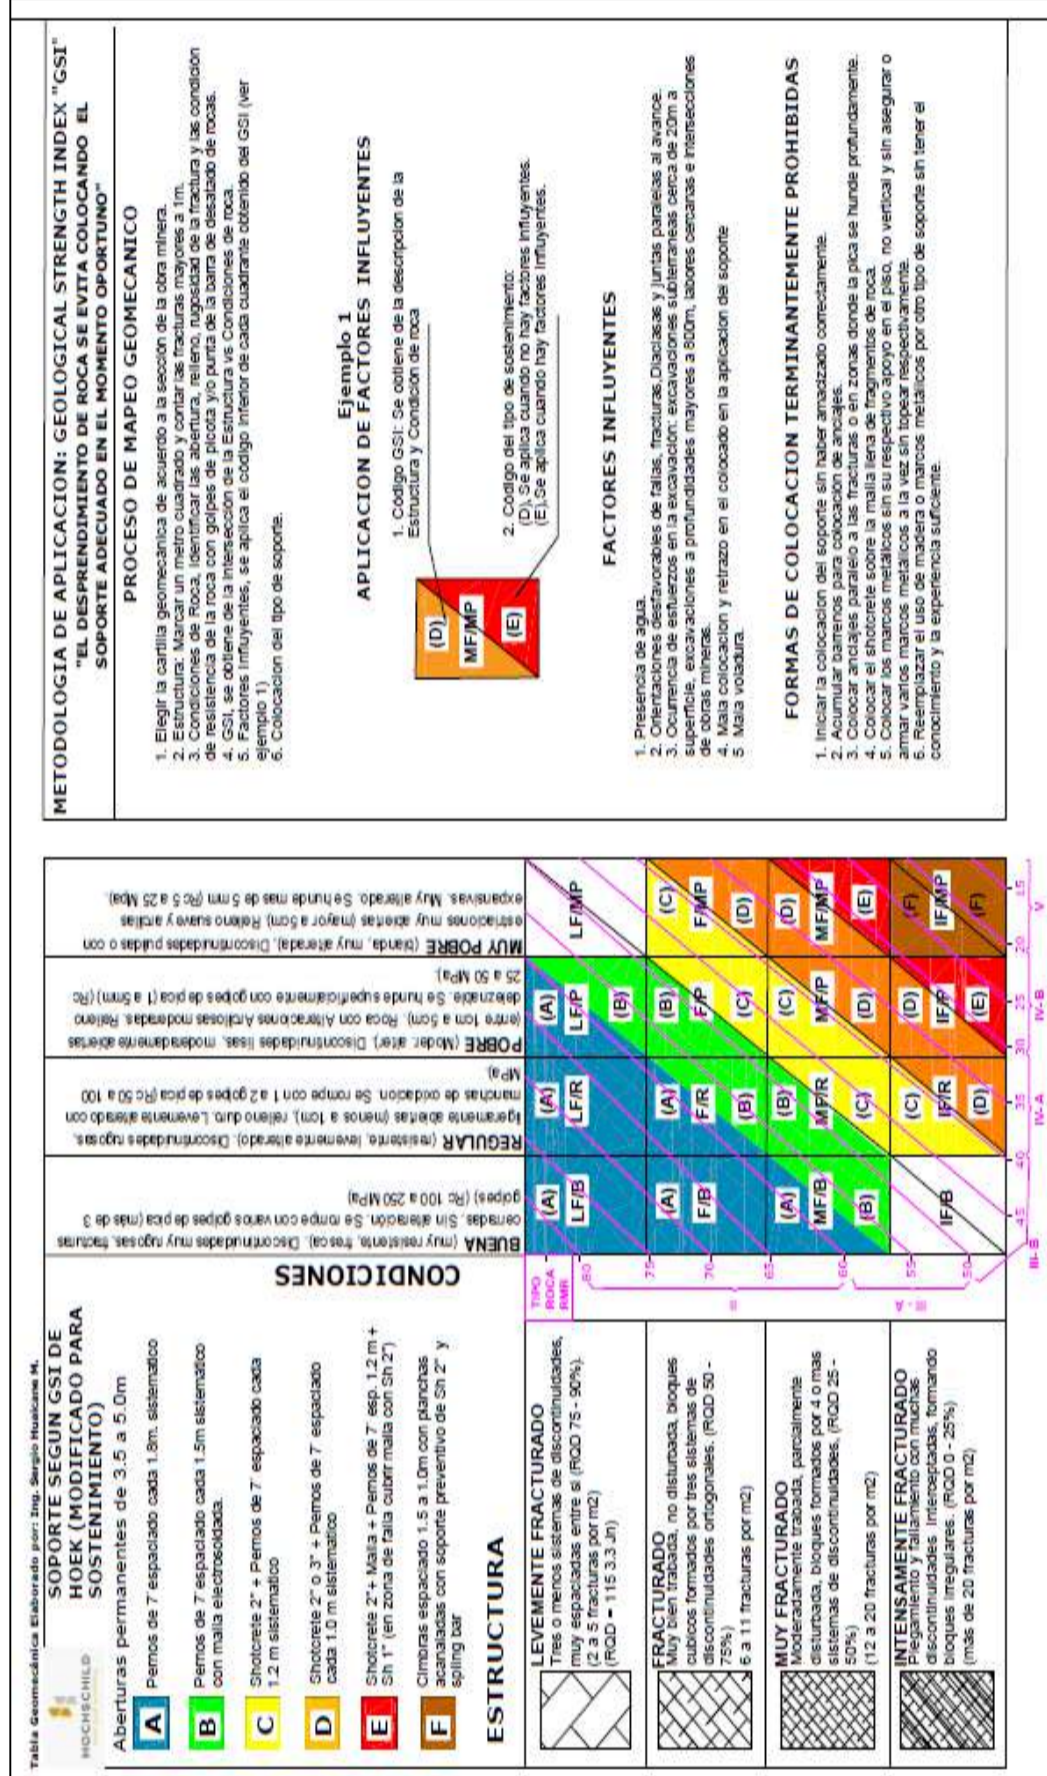 Tabla Geomecánica Elaborado por: Ing. Sergio Huaicane M.
HOCHSCHILD
SOPORTE SEGUN GSI DE
HOEK (MODIFICADO PARA
SOSTENIMIENTO)
Aberturas permanentes de 3.5 a 5.0m
A
Pernos de 7' espaciado cada 1.8m. sistematico
B
Pernos de 7' espaciado cada 1.5m sistemático
con malla electrosoldada.
C
Shotcrete 2" + Pernos de 7' espaciado cada
1.2 m sistematico
D
Shotcrete 2" o 3" + Pernos de 7' espaciado
cada 1.0 m sistemático
E
Shotcrete 2"+ Malla + Pernos de 7' esp. 1.2 m +
Sh 1" (en zona de falla cubrir malla con Sh 2")
F
Cimbras espaciado 1.5 a 1.0m con planchas
acanaladas con soporte preventivo de Sh 2" y
spiling bar
ESTRUCTURA
CONDICIONES
BUENA (muy resistente, fresca). Discontinuidades muy rugosas, fracturas
cerradas. Sin alteración. Se rompe con varios golpes de pica (más de 3
golpes) (Rc 100 a 250 MPa)
REGULAR (resistente, levemente alterado). Discontinuidades rugosas,
ligeramente abiertas (menos a 1cm), relleno duro. Levemente alterado con
manchas de oxidacion. Se rompe con 1 a 2 golpes de pica (Rc 50 a 100
MPa)
POBRE (Moder. alter). Discontinuidades lisas, moderadamente abiertas
(entre 1cm a 5cm). Roca con Alteraciones Arcillosas moderadas. Relleno
deleznable. Se hunde superficialmente con golpes de pica (1 a 5mm) (Rc
25 a 50 MPa).
MUY POBRE (blanda, muy alterada). Discontinuidades pulidas o con
estriaciones muy abiertas (mayor a 5cm) Relleno suave y arcillas
expansivas. Muy alterado. Se hunde mas de 5 mm (Rc 5 a 25 Mpa).
LEVEMENTE FRACTURADO
Tres o menos sistemas de discontinuidades,
muy espaciadas entre si (RQD 75 - 90%).
(2 a 5 fracturas por m2)
(RQD = 115 3.3 Jn)
FRACTURADO
Muy bien trabada, no disturbada, bloques
cubicos formados por tres sistemas de
discontinuidades ortogonales. (RQD 50 -
75%)
6 a 11 fracturas por m2)
MUY FRACTURADO
Moderadamente trabada, parcialmente
disturbada, bloques formados por 4 o mas
sistemas de discontinuidades, (RQD 25 -
50%)
(12 a 20 fracturas por m2)
INTENSAMENTE FRACTURADO
Plegamiento y fallamiento con muchas
discontinuidades. Interceptadas, formando
bloques irregulares. (RQD 0 - 25%)
(más de 20 fracturas por m2)
TIPO
ROCA
RMR
80
75
70
65
60
55
50
45
40
35
30
25
20
15
II
III
A
III-B
IV-A
IV-B
V
(A) LF/B
(A) LF/R
(A) LF/P (B)
LF/MP
(A) F/B
(A) F/R (B)
(B) F/P (C)
(C) F/MP (D)
(A) MF/B (B)
(B) MF/R (C)
(C) MF/P (D)
(D) MF/MP (E)
IF/B
(C) IF/R (D)
(D) IF/P (E)
(F) IF/MP (F)
METODOLOGIA DE APLICACION: GEOLOGICAL STRENGTH INDEX "GSI"
"EL DESPRENDIMIENTO DE ROCA SE EVITA COLOCANDO EL
SOPORTE ADECUADO EN EL MOMENTO OPORTUNO"
PROCESO DE MAPEO GEOMECANICO
1. Elegir la cartilla geomecánica de acuerdo a la sección de la obra minera.
2. Estructura: Marcar un metro cuadrado y contar las fracturas mayores a 1m.
3. Condiciones de Roca, identificar las abertura, relleno, rugosidad de la fractura y las condición
de resistencia de la roca con golpes de picota y/o punta de la barra de desatado de rocas.
4. GSI, se obtiene de la intersección de la Estructura vs Condiciones de roca.
5. Factores Influyentes, se aplica el código inferior de cada cuadrante obtenido del GSI (ver
ejemplo 1)
6. Colocacion del tipo de soporte.
Ejemplo 1
APLICACION DE FACTORES INFLUYENTES
(D)
MF/MP
(E)
1. Código GSI: Se obtiene de la descripcion de la
Estructura y Condición de roca
2. Código del tipo de sostenimiento:
(D). Se aplica cuando no hay factores influyentes.
(E). Se aplica cuando hay factores influyentes.
FACTORES INFLUYENTES
1. Presencia de agua.
2. Orientaciones desfavorables de fallas, fracturas,Diaclasas y juntas paralelas al avance.
3. Ocurrencia de esfuerzos en la excavación: excavaciones subterraneas cerca de 20m a
superficie, excavaciones a profundidades mayores a 800m, labores cercanas e intersecciones
de obras mineras.
4. Mala colocacion y retrazo en el colocado en la aplicacion del soporte
5 Mala voladura.
FORMAS DE COLOCACION TERMINANTEMENTE PROHIBIDAS
1. Iniciar la colocacion del soporte sin haber amacizado correctamente.
2. Acumular barrenos para colocación de anclajes.
3. Colocar anclajes paralelo a las fracturas o en zonas donde la pica se hunde profundamente.
4. Colocar el shotcrete sobre la malla llena de fragmentos de roca.
5. Colocar los marcos metálicos sin su respectivo apoyo en el piso, no vertical y sin asegurar o
armar varios marcos metálicos a la vez sin topear respectivamente.
6. Reemplazar el uso de madera o marcos metálicos por otro tipo de soporte sin tener el
conocimiento y la experiencia suficiente.